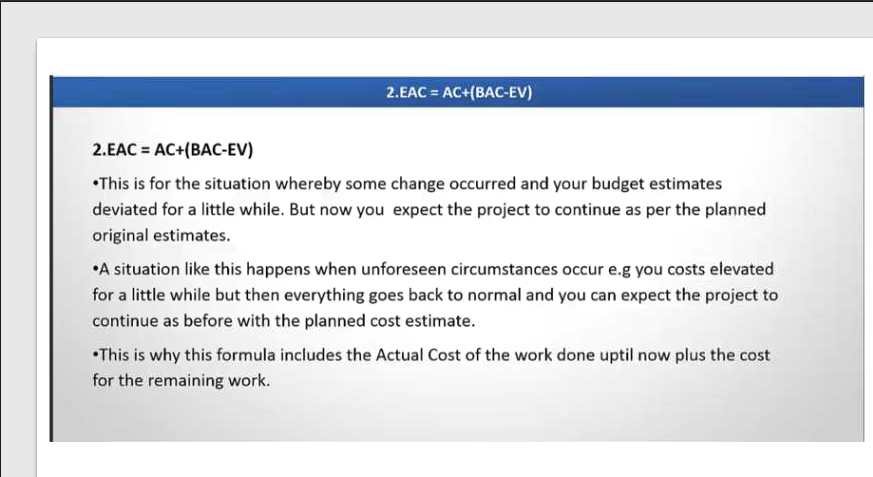 2.EAC = AC+(BAC-EV)
2.EAC = AC+(BAC-EV)
•This is for the situation whereby some change occurred and your budget estimates
deviated for a little while. But now you  expect the project to continue as per the planned
original estimates.
•A situation like this happens when unforeseen circumstances occur e.g you costs elevated
for a little while but then everything goes back to normal and you can expect the project to
continue as before with the planned cost estimate.
•This is why this formula includes the Actual Cost of the work done uptil now plus the cost
for the remaining work.